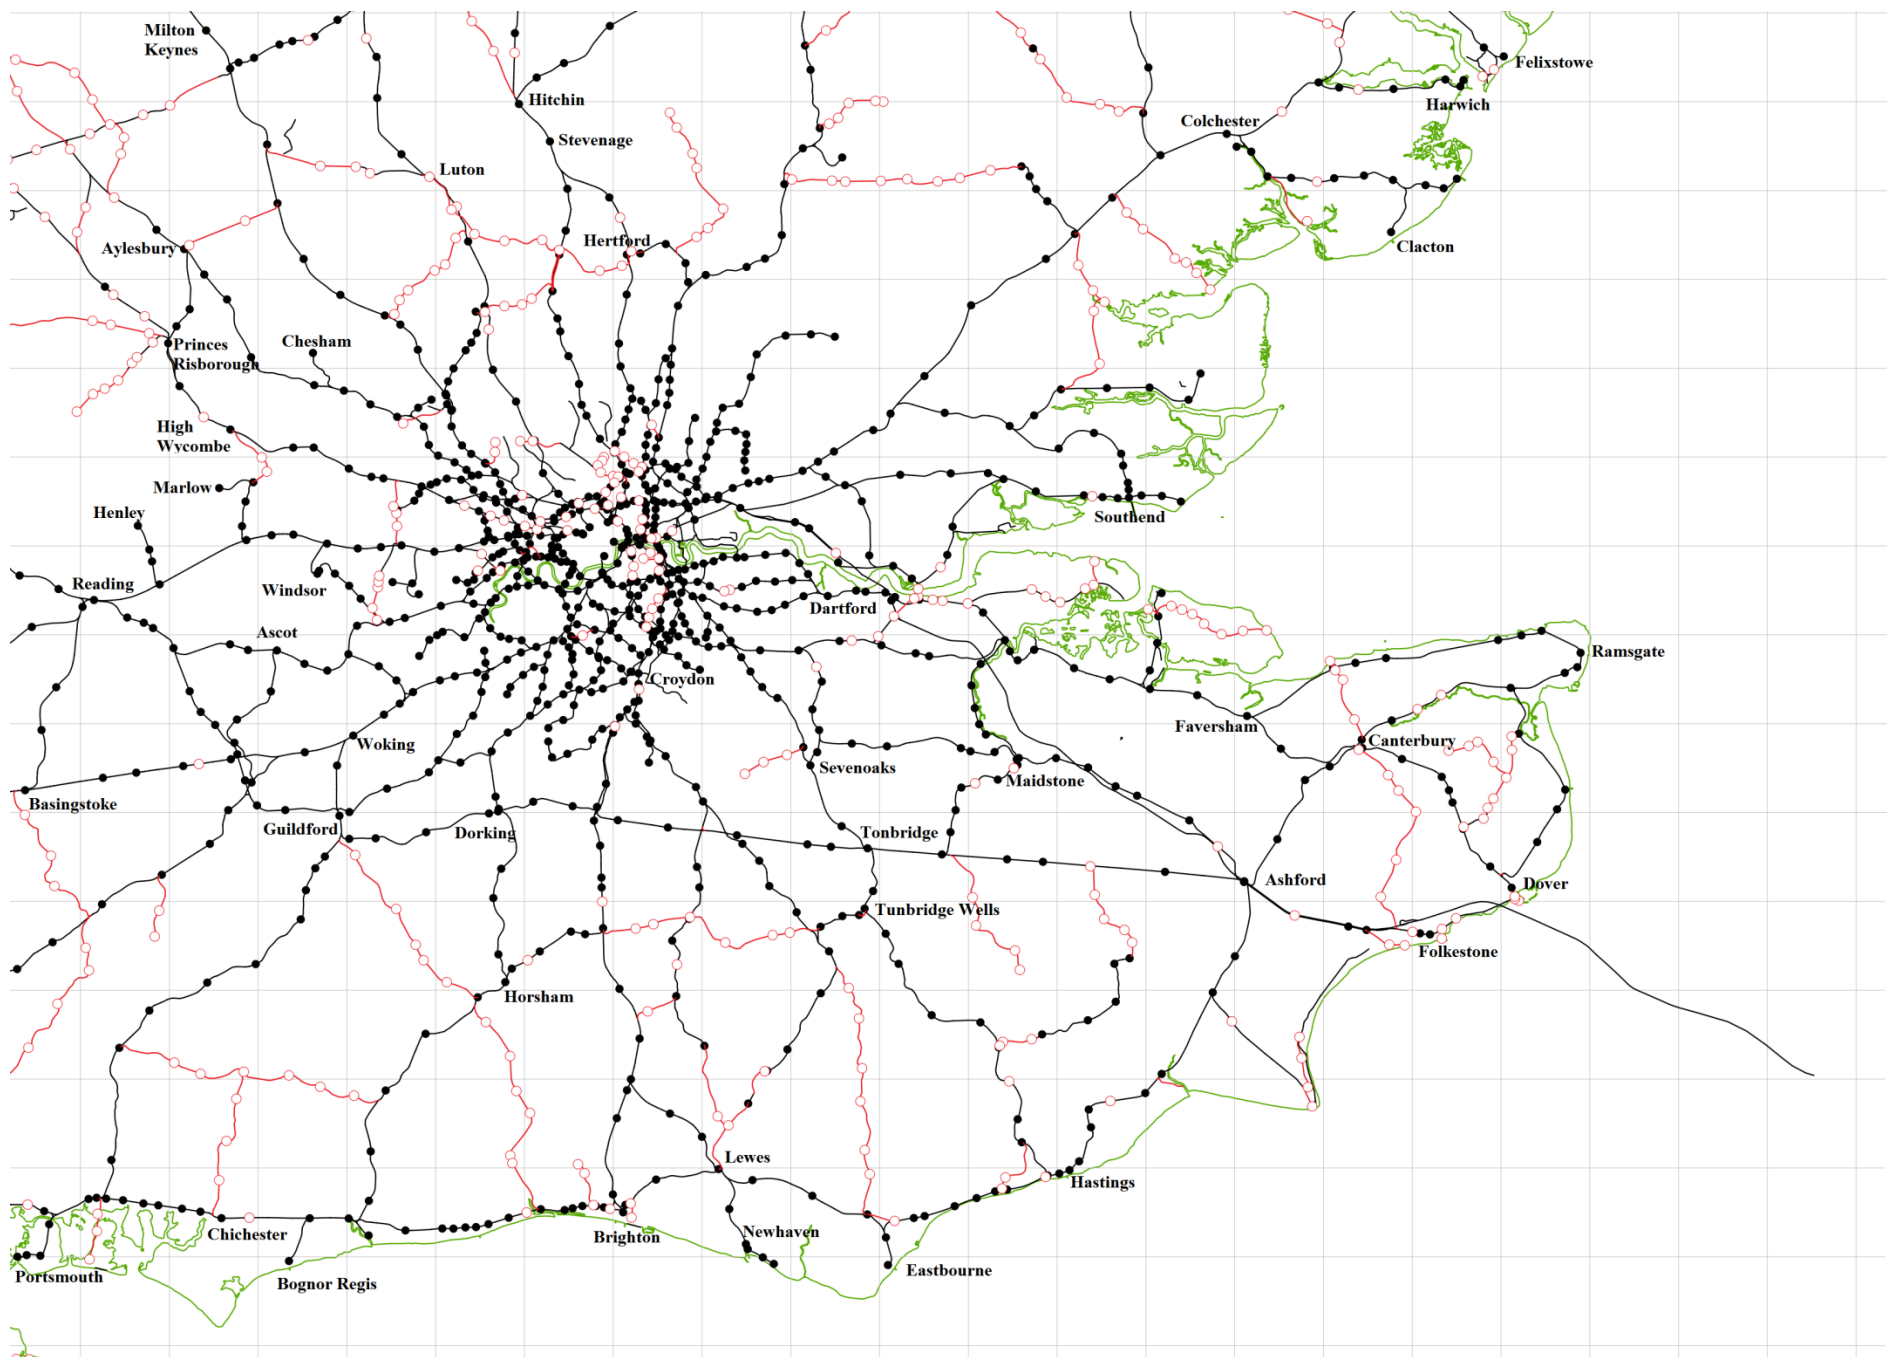 Milton
Keynes
Felixstowe
Hitchin
Harwich
Colchester
Stevenage
Luton
Hertford
Aylesbury
Clacton
Chesham
Princes
Risborough
High
Wycombe
Marlow
Henley
Southend
Reading
Windsor
Dartford
Ascot
Ramsgate
Croydon
Faversham
Woking
Canterbury
Sevenoaks
Maidstone
Basingstoke
Guildford
Dorking
Tonbridge
Ashford
Dover
Tunbridge Wells
Folkestone
Horsham
Lewes
Hastings
Chichester
Newhaven
Brighton
Eastbourne
Portsmouth
Bognor Regis